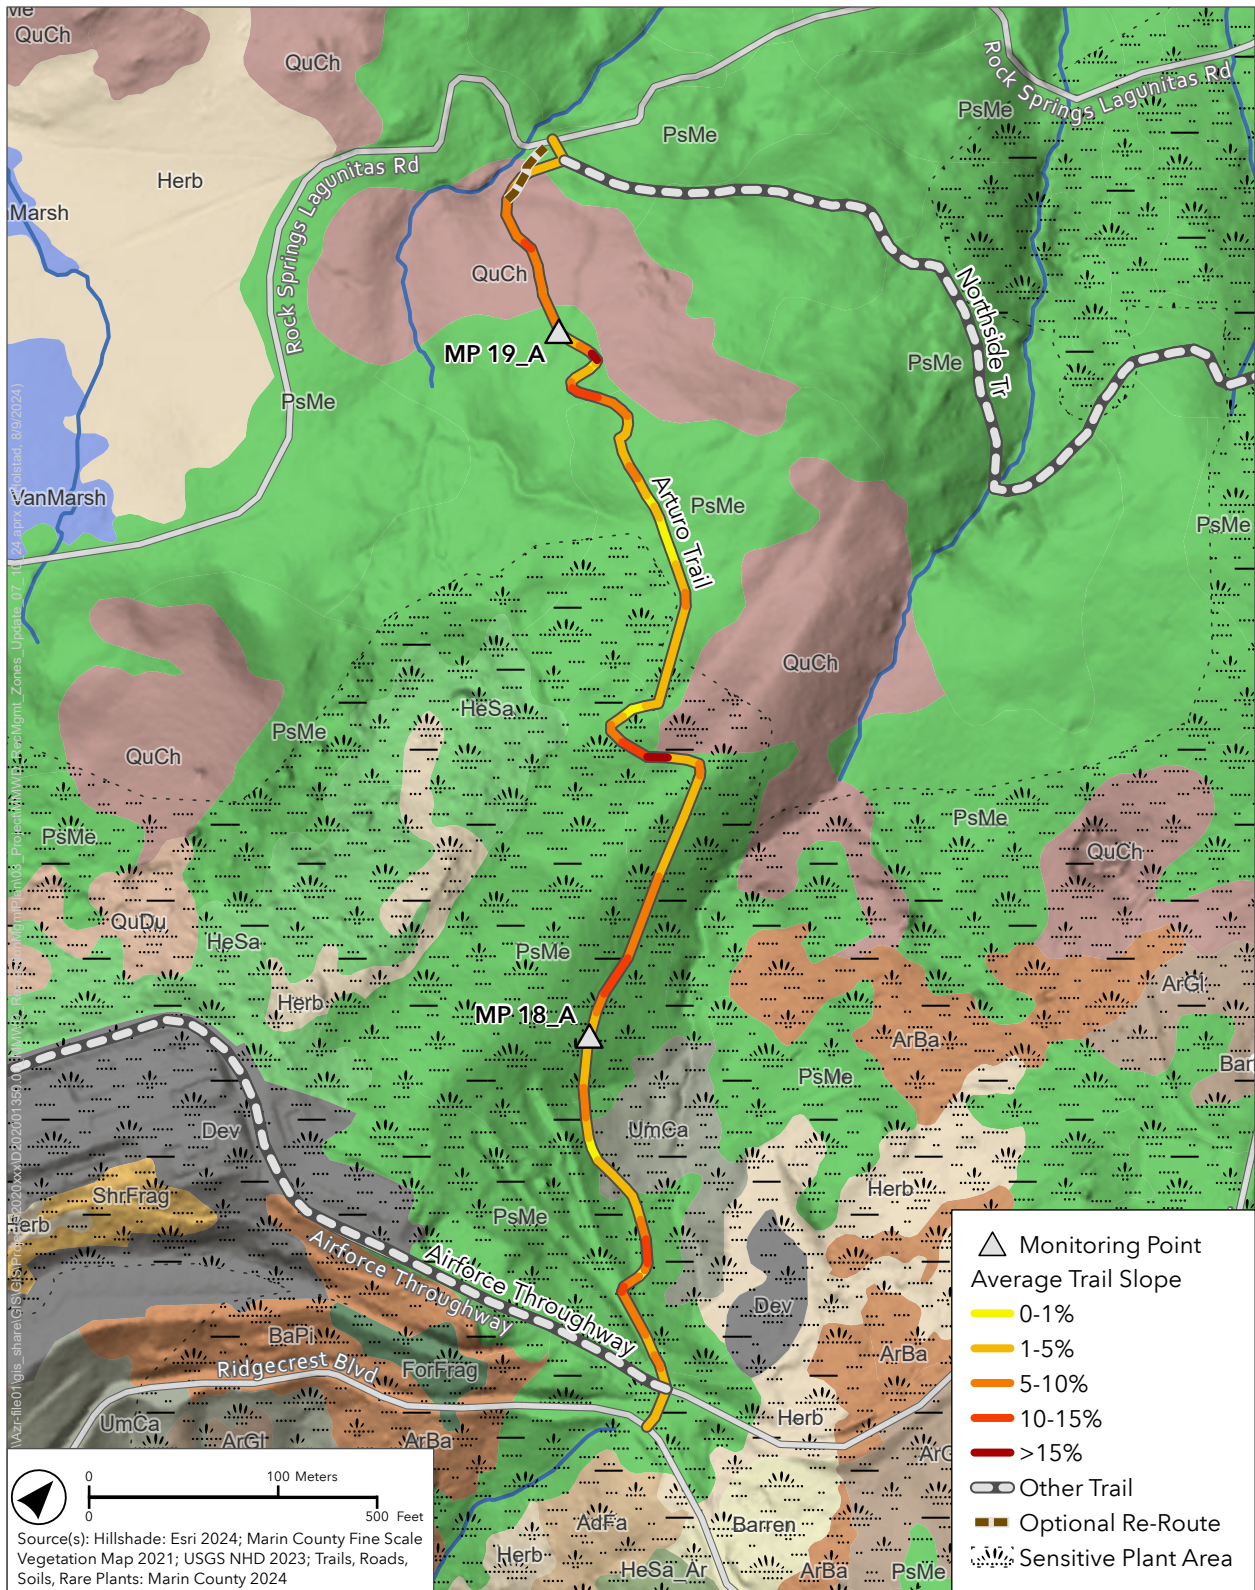 QuCh
QuCh
Rock Springs Lagunitas Rd
PsMe
PsMe
Rock Springs Lagunitas Rd
Herb
Marsh
QuCh
Northside Tr
MP 19_A
PsMe
PsMe
VanMarsh
Arturo Trail
PsMe
PsMe
QuCh
HeSa
PsMe
QuCh
PsMe
PsMe
QuCh
QuDu
HeSa
PsMe
Herb
ArGl
MP 18_A
ArBa
PsMe
Bar
Dev
UmCa
ShrFrag
Herb
erb
PsMe
Airforce Throughway
Airforce Throughway
Dev
BaPi
ForFrag
ArBa
Ridgecrest Blvd
UmCa
ArGl
ArBa
Herb
ArG
AdFa
Barren
Herb
HeSa_Ar
ArBa
PsMe
Monitoring Point
Average Trail Slope
0-1%
1-5%
5-10%
10-15%
>15%
Other Trail
Optional Re-Route
Sensitive Plant Area
0 100 Meters
0 500 Feet
Source(s): Hillshade: Esri 2024; Marin County Fine Scale
Vegetation Map 2021; USGS NHD 2023; Trails, Roads,
Soils, Rare Plants: Marin County 2024